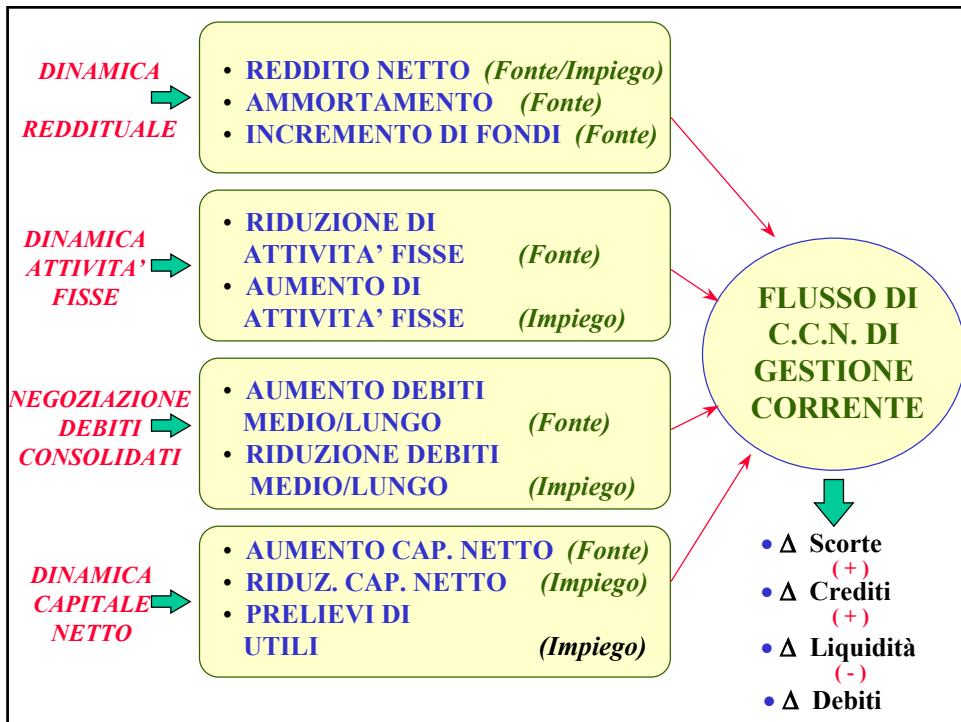 DINAMICA
REDDITUALE
• REDDITO NETTO (Fonte/Impiego)
• AMMORTAMENTO (Fonte)
• INCREMENTO DI FONDI (Fonte)
DINAMICA
ATTIVITA’
FISSE
• RIDUZIONE DI
ATTIVITA’ FISSE (Fonte)
• AUMENTO DI
ATTIVITA’ FISSE (Impiego)
NEGOZIAZIONE
DEBITI
CONSOLIDATI
• AUMENTO DEBITI
MEDIO/LUNGO (Fonte)
• RIDUZIONE DEBITI
MEDIO/LUNGO (Impiego)
DINAMICA
CAPITALE
NETTO
• AUMENTO CAP. NETTO (Fonte)
• RIDUZ. CAP. NETTO (Impiego)
• PRELIEVI DI
UTILI (Impiego)
FLUSSO DI
C.C.N. DI
GESTIONE
CORRENTE
• Δ Scorte
( + )
• Δ Crediti
( + )
• Δ Liquidità
( - )
• Δ Debiti